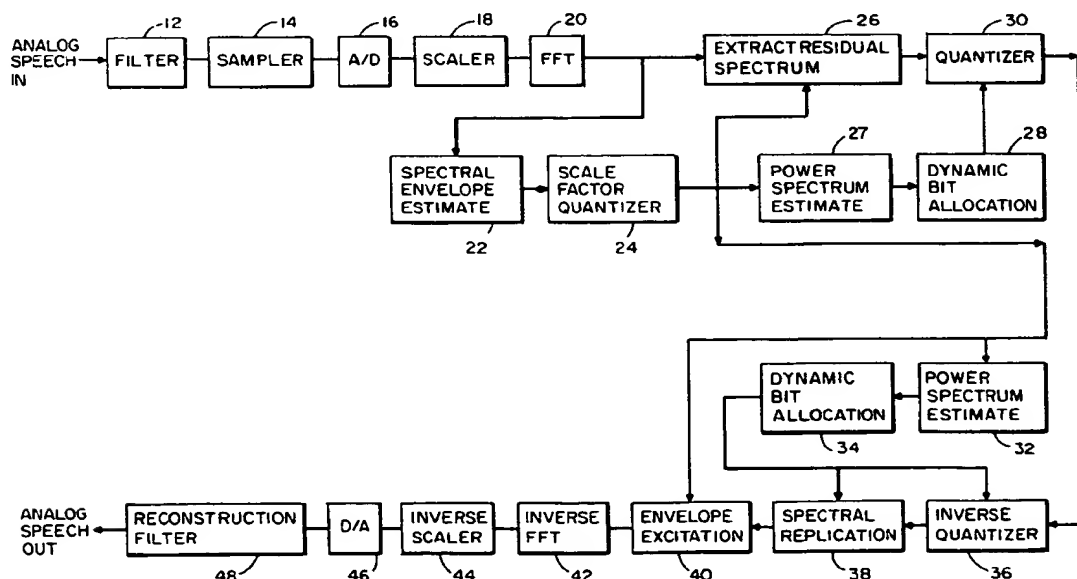 12
14
16
18
20
26
30
ANALOG
SPEECH
IN
FILTER
SAMPLER
A/D
SCALER
FFT
EXTRACT RESIDUAL
SPECTRUM
QUANTIZER
SPECTRAL
ENVELOPE
ESTIMATE
22
SCALE
FACTOR
QUANTIZER
24
27
POWER
SPECTRUM
ESTIMATE
28
DYNAMIC
BIT
ALLOCATION
DYNAMIC
BIT
ALLOCATION
34
POWER
SPECTRUM
ESTIMATE
32
ANALOG
SPEECH
OUT
RECONSTRUCTION
FILTER
48
D/A
46
INVERSE
SCALER
44
INVERSE
FFT
42
ENVELOPE
EXCITATION
40
SPECTRAL
REPLICATION
38
INVERSE
QUANTIZER
36